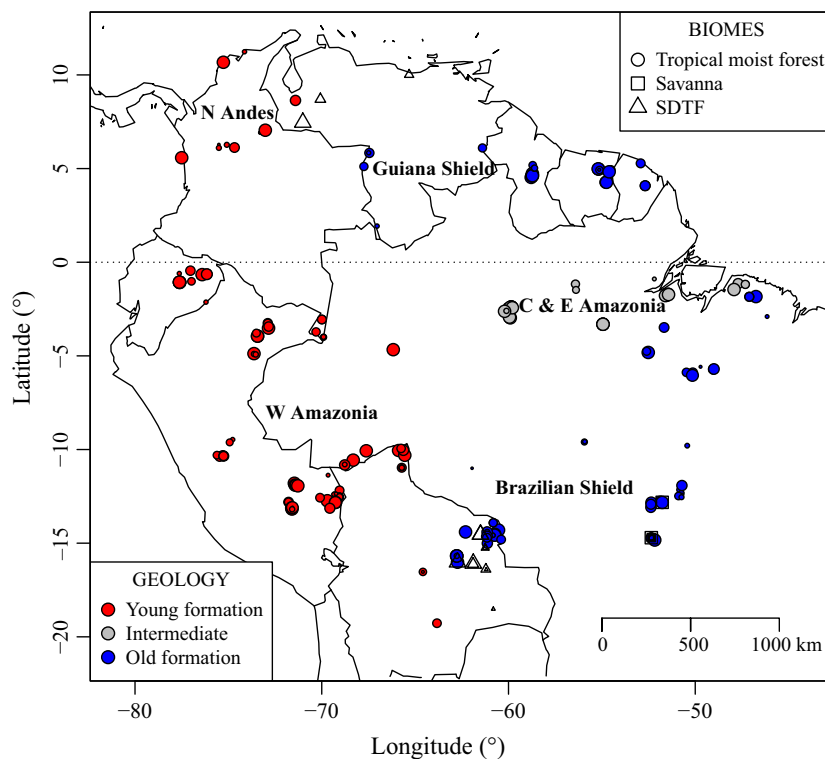 BIOMES
Tropical moist forest
Savanna
SDTF
N Andes
Guiana Shield
C & E Amazonia
W Amazonia
Brazilian Shield
GEOLOGY
Young formation
Intermediate
Old formation
0 500 1000 km
10
5
0
−5
−10
−15
−20
Latitude (°)
−80 −70 −60 −50
Longitude (°)